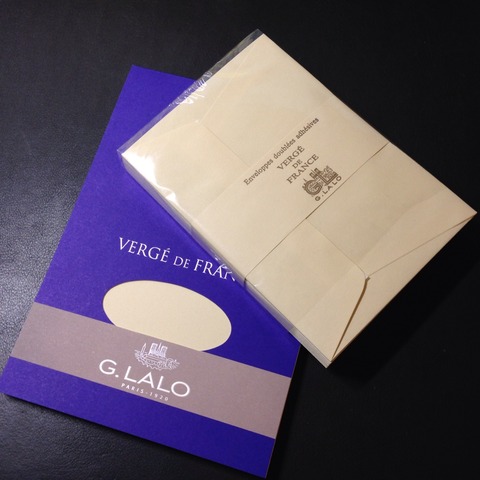 Enveloppes doublées adhésives
VERGÉ
DE
FRANCE
G. LALO
VERGÉ DE FRAN
G. LALO
PARIS-1920